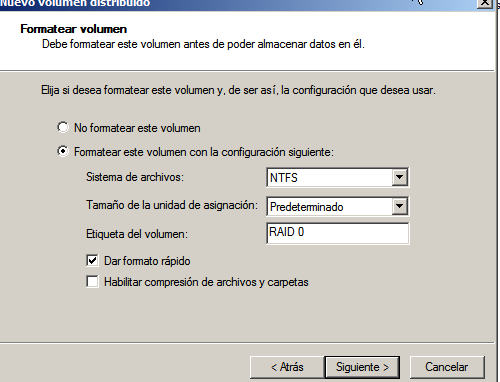 Nuevo volumen distribuido
Formatear volumen
Debe formatear este volumen antes de poder almacenar datos en él.
Elija si desea formatear este volumen y, de ser así, la configuración que desea usar.
No formatear este volumen
Formatear este volumen con la configuración siguiente:
Sistema de archivos: NTFS
Tamaño de la unidad de asignación: Predeterminado
Etiqueta del volumen: RAID 0
Dar formato rápido
Habilitar compresión de archivos y carpetas
< Atrás Siguiente > Cancelar